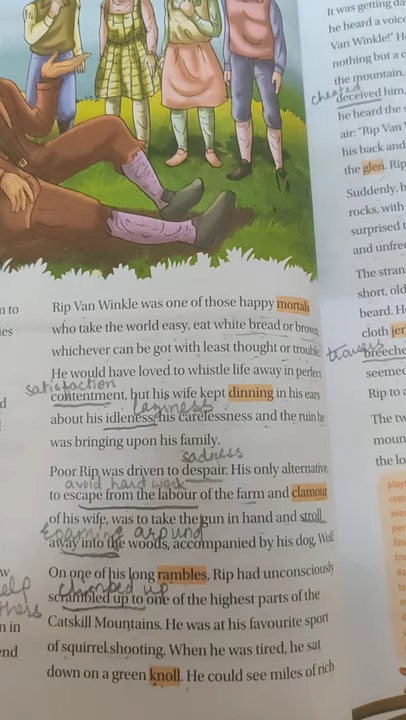 Rip Van Winkle was one of those happy mortals
who take the world easy, eat white bread or brown,
whichever can be got with least thought or trouble.
He would have loved to whistle life away in perfect
satisfaction
contentment, but his wife kept dinning in his ears
laziness
about his idleness, his carelessness and the ruin he
was bringing upon his family.
sadness
Poor Rip was driven to despair. His only alternative
avoid hard work
to escape from the labour of the farm and clamour
of his wife, was to take the gun in hand and stroll
roaming around
away into the woods, accompanied by his dog, Wolf.
On one of his long rambles, Rip had unconsciously
climbed up
scrambled up to one of the highest parts of the
Catskill Mountains. He was at his favourite sport
of squirrel shooting. When he was tired, he sat
down on a green knoll. He could see miles of rich
It was getting
he heard a voice
Van Winkle!"
nothing but a
the mountain.
cheated
deceived him,
he heard the
air: "Rip Van
his back and
the glen. Rip
Suddenly,
rocks, with
surprised
and
The
short, old
beard.
cloth
seemed
Rip to
The
the